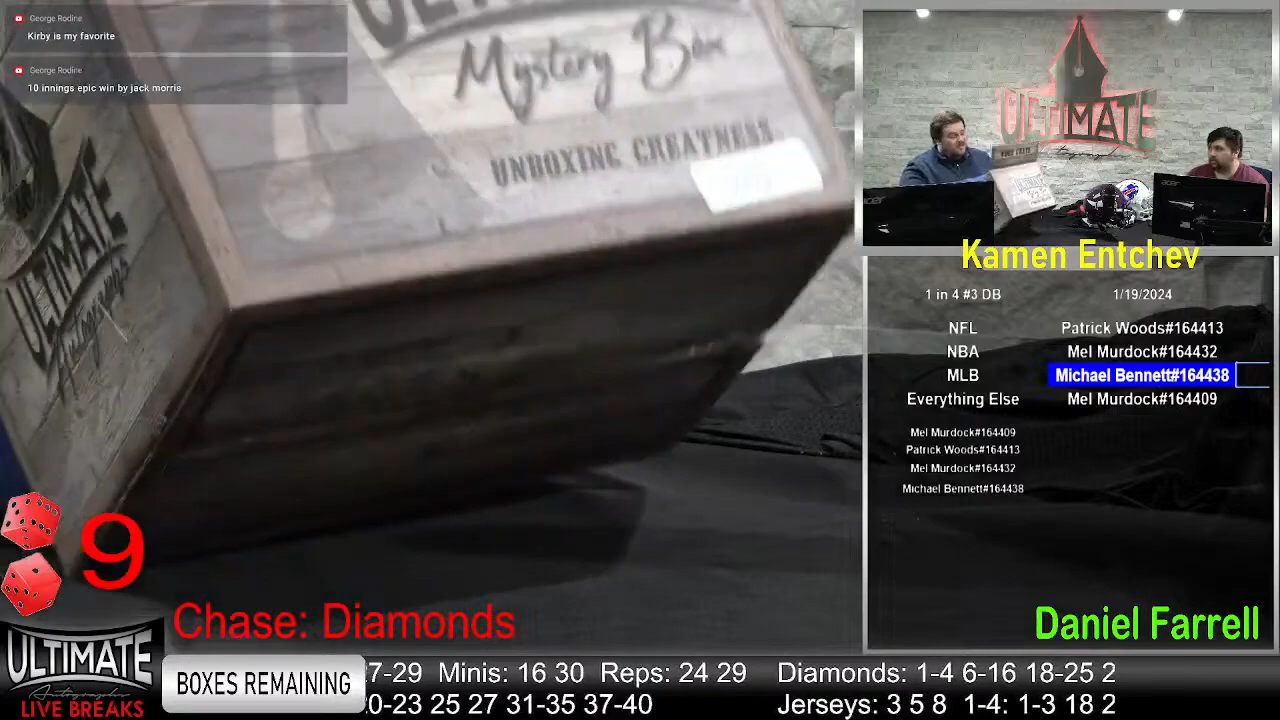 George Rodine
Kirby is my favorite
George Rodine
10 innings epic win by jack morris
Mystery Box
UNBOXING GREATNESS
ULTIMATE
Autographs
ULTIMATE
acer
acer
Kamen Entchev
1 in 4 #3 DB 1/19/2024
NFL Patrick Woods#164413
NBA Mel Murdock#164432
MLB Michael Bennett#164438
Everything Else Mel Murdock#164409
Mel Murdock#164409
Patrick Woods#164413
Mel Murdock#164432
Michael Bennett#164438
Daniel Farrell
9
Chase: Diamonds
ULTIMATE
Autographs
LIVE BREAKS
BOXES REMAINING
7-29 Minis: 16 30 Reps: 24 29 Diamonds: 1-4 6-16 18-25 2
0-23 25 27 31-35 37-40 Jerseys: 3 5 8 1-4: 1-3 18 2